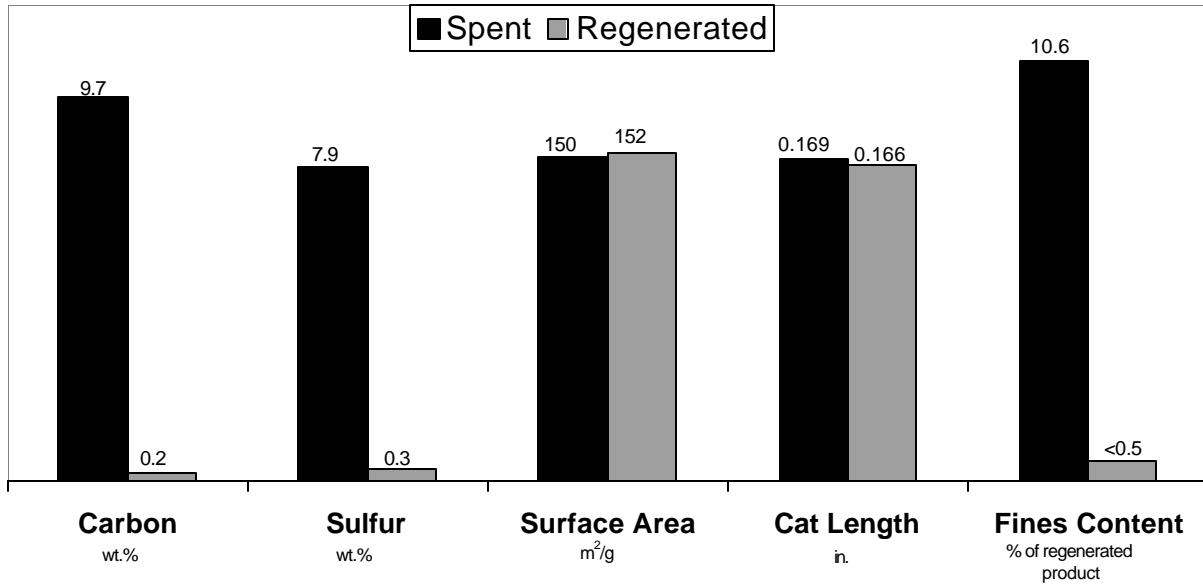 Spent Regenerated
9.7
0.2
7.9
0.3
150
152
0.169
0.166
10.6
<0.5
Carbon
wt.%
Sulfur
wt.%
Surface Area
m²/g
Cat Length
in.
Fines Content
% of regenerated
product